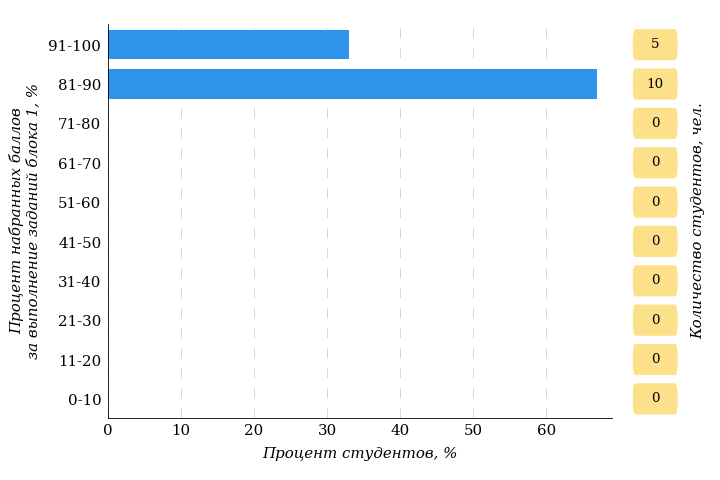 Процент набранных баллов
за выполнение заданий блока 1, %
91-100 5
81-90 10
71-80 0
61-70 0
51-60 0
41-50 0
31-40 0
21-30 0
11-20 0
0-10 0
0 10 20 30 40 50 60
Процент студентов, %
Количество студентов, чел.